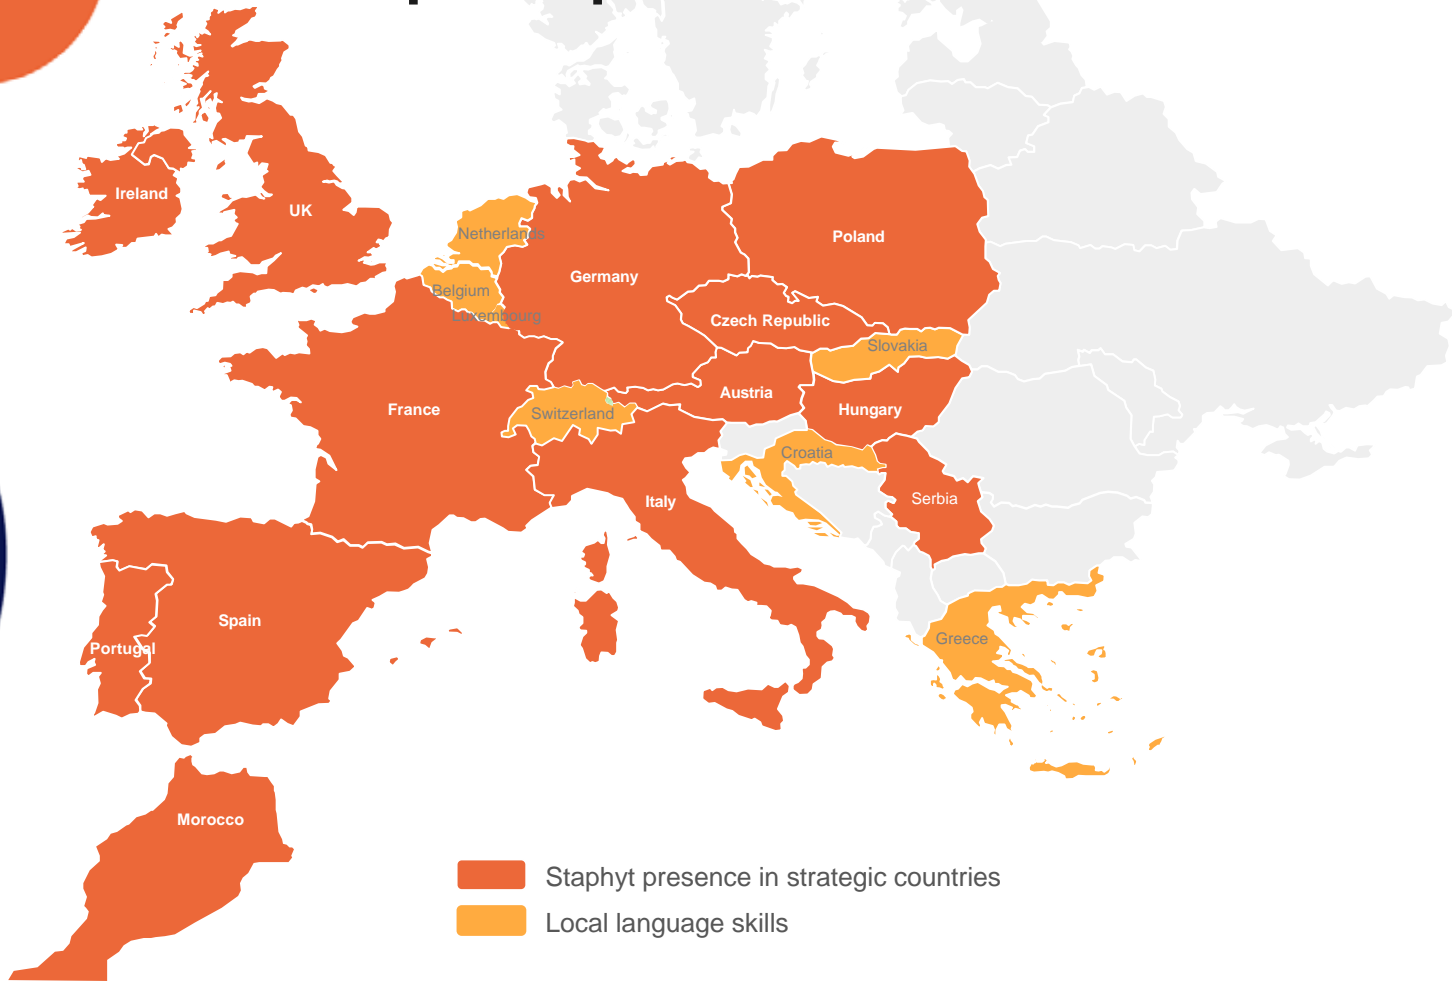 Ireland
UK
Netherlands
Poland
Germany
Belgium
Luxembourg
Czech Republic
Slovakia
Austria
France
Switzerland
Hungary
Croatia
Italy
Serbia
Spain
Greece
Portugal
Morocco
Staphyt presence in strategic countries
Local language skills